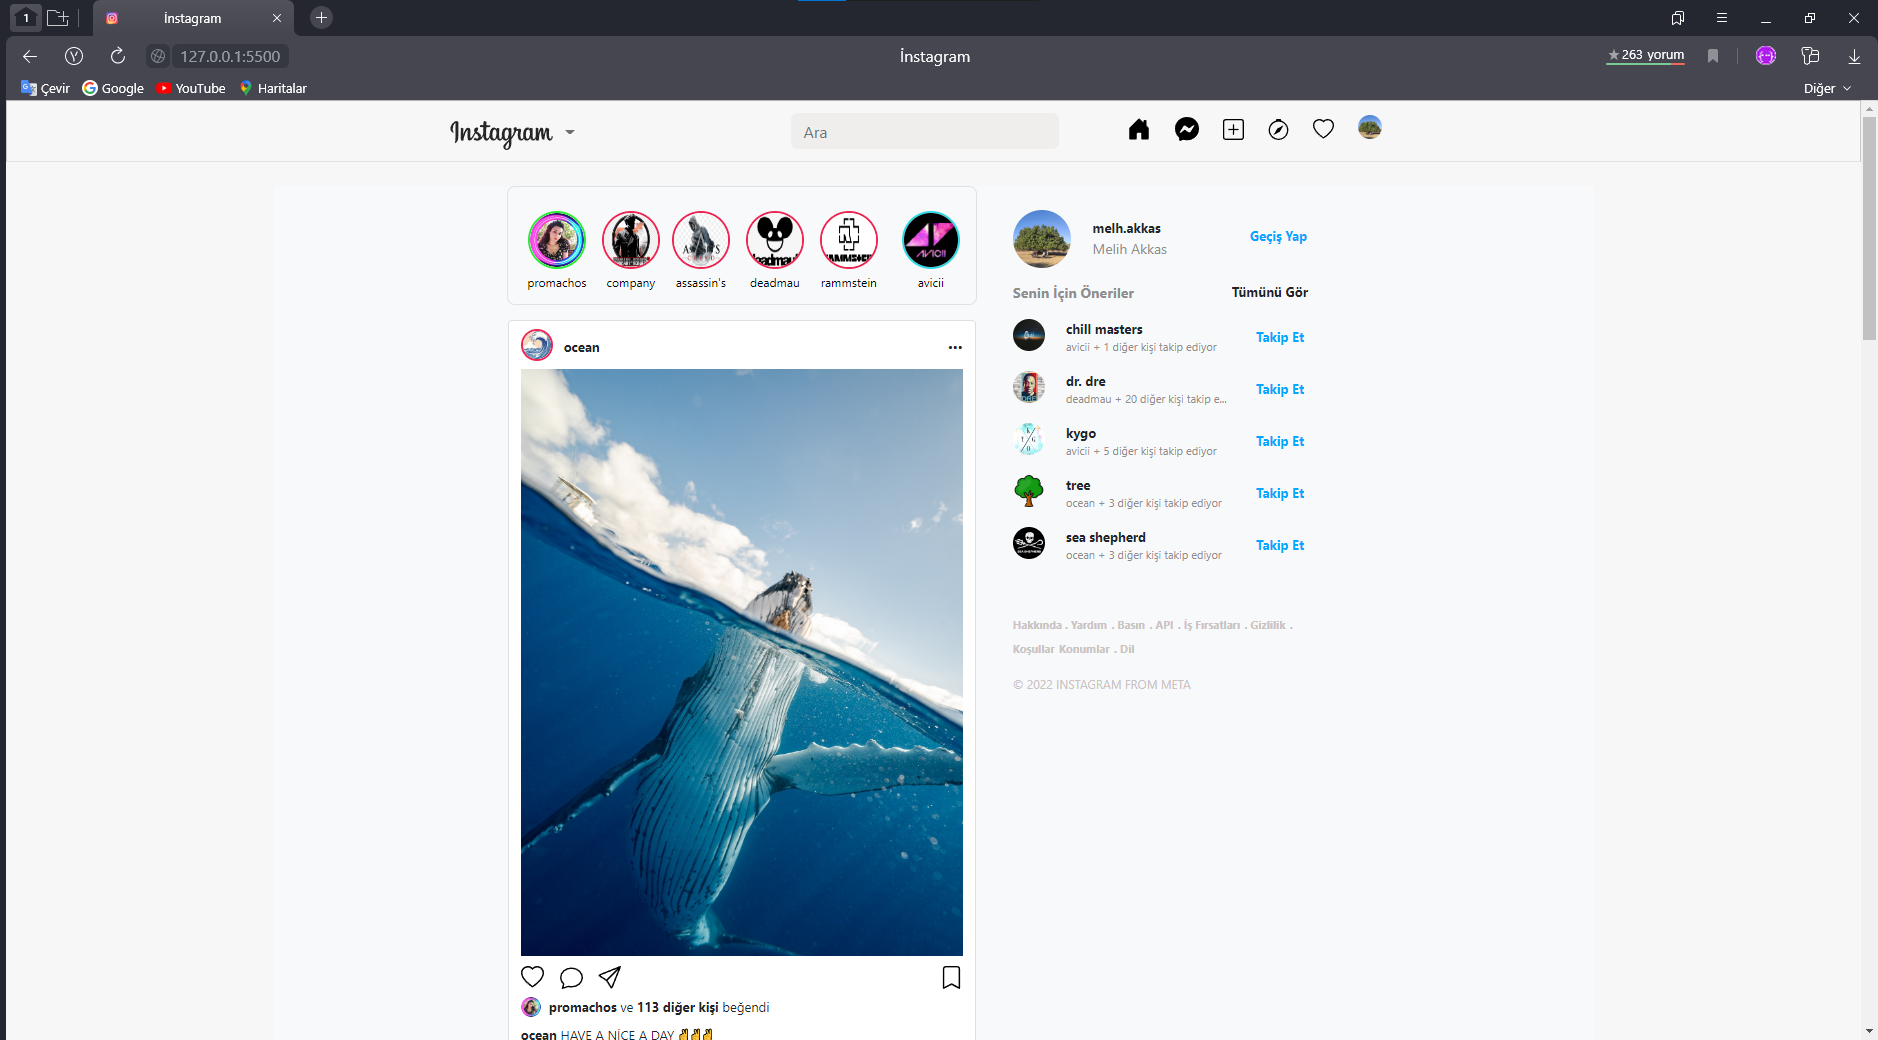 1
İnstagram
127.0.0.1:5500
İnstagram
263 yorum
Çevir
Google
YouTube
Haritalar
Diğer
Instagram
Ara
promachos
company
assassin's
deadmau
rammstein
avicii
melh.akkas
Melih Akkas
Geçiş Yap
Senin İçin Öneriler
Tümünü Gör
chill masters
avicii + 1 diğer kişi takip ediyor
Takip Et
dr. dre
deadmau + 20 diğer kişi takip e...
Takip Et
kygo
avicii + 5 diğer kişi takip ediyor
Takip Et
tree
ocean + 3 diğer kişi takip ediyor
Takip Et
sea shepherd
ocean + 3 diğer kişi takip ediyor
Takip Et
Hakkında . Yardım . Basın . API . İş Fırsatları . Gizlilik .
Koşullar Konumlar . Dil
© 2022 INSTAGRAM FROM META
ocean
promachos ve 113 diğer kişi beğendi
ocean HAVE A NİCE A DAY ✌✌✌